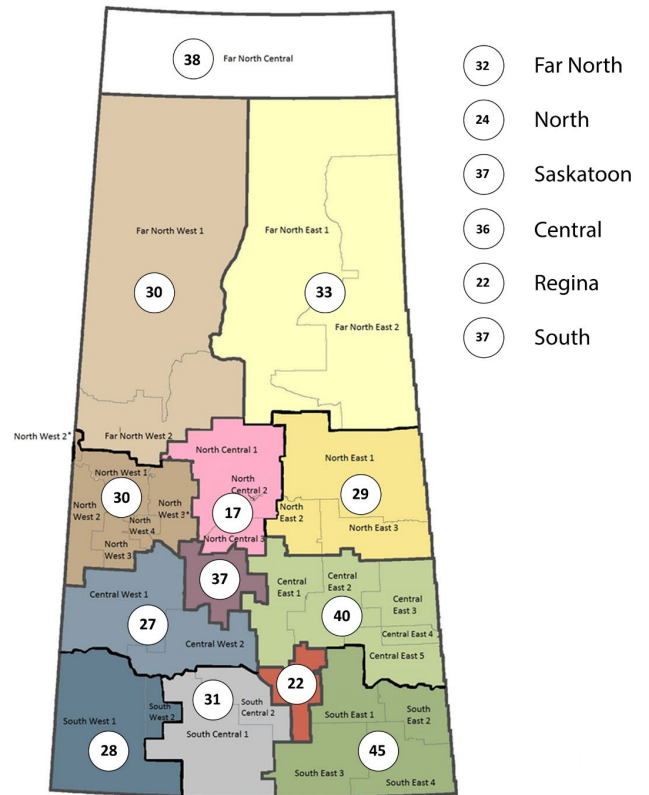 38 Far North Central
32 Far North
24 North
37 Saskatoon
36 Central
22 Regina
37 South
Far North West 1
Far North East 1
30
33
Far North East 2
North West 2*
Far North West 2
North Central 1
North East 1
North West 1
North
Central 2
30
29
North
West 2
North
West 3*
17
North
East 2
North
West 4
North East 3
North Central 3
North
West 3
37
Central
East 1
Central
East 2
Central West 1
Central
East 3
40
27
Central East 4
Central West 2
Central East 5
22
31
South
West 2
South
Central 2
South East 1
South
East 2
South West 1
South Central 1
28
45
South East 3
South East 4